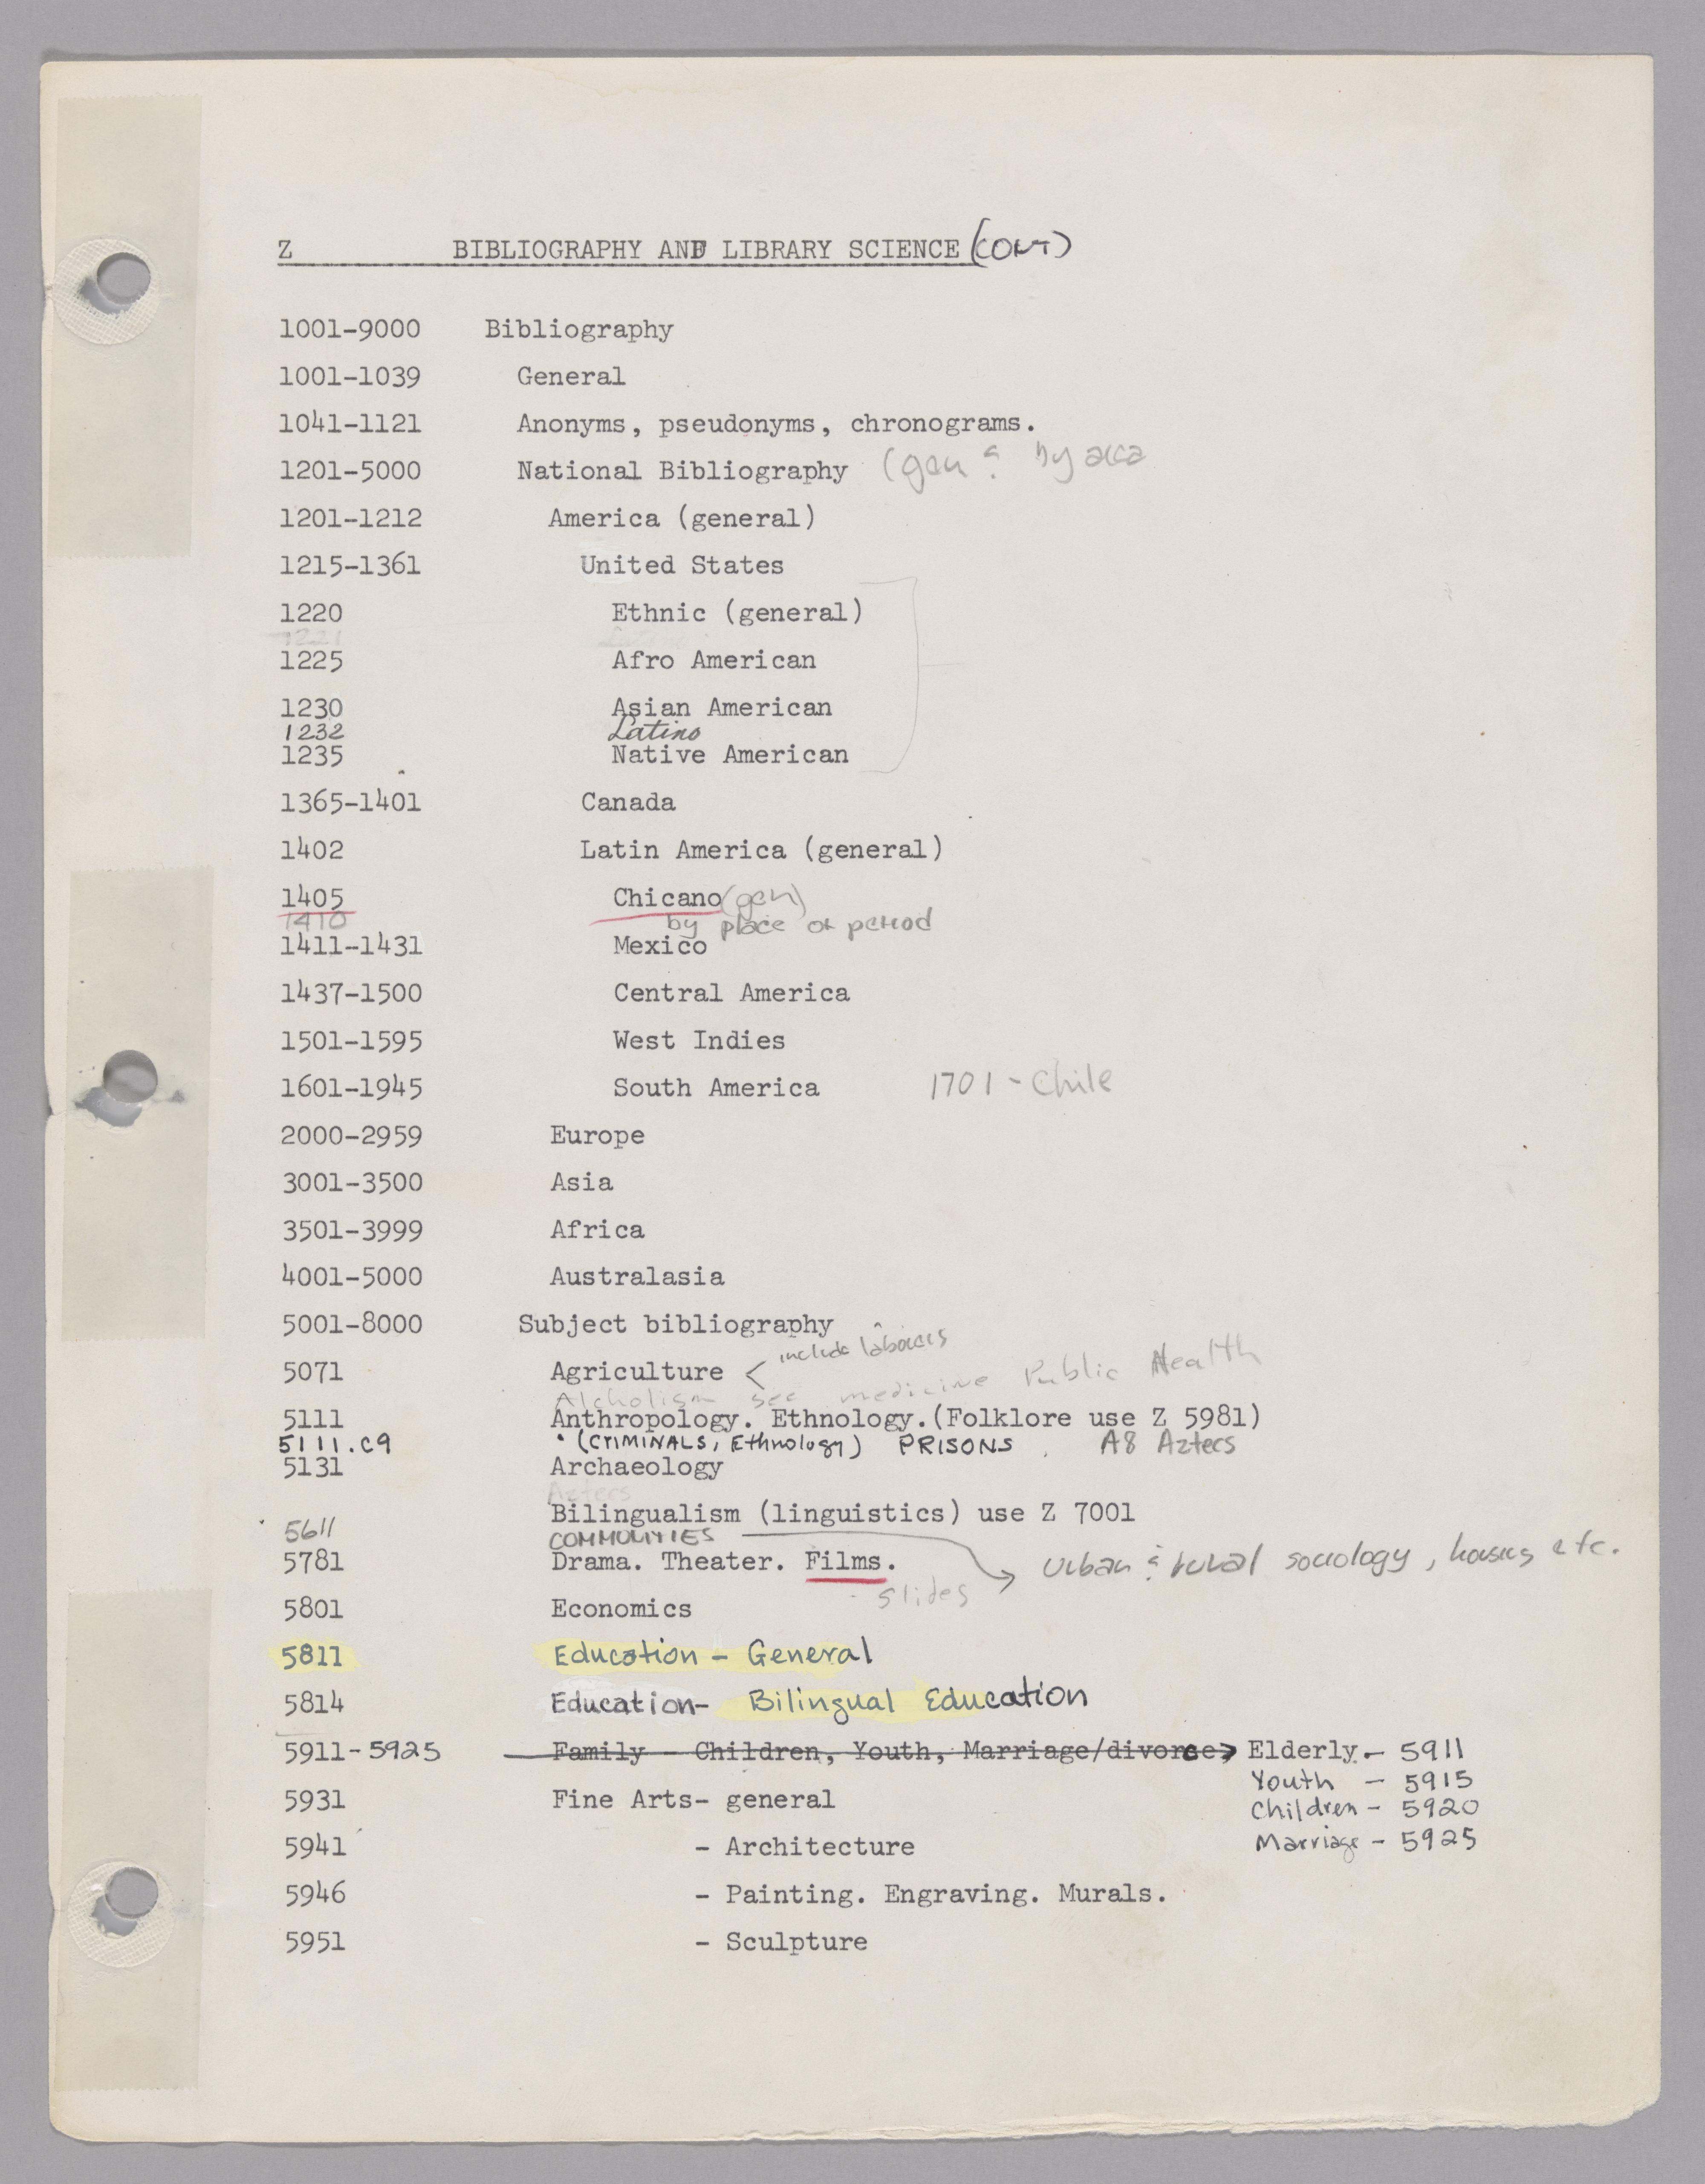 Z BIBLIOGRAPHY AND LIBRARY SCIENCE (CONT)
1001-9000 Bibliography
1001-1039 General
1041-1121 Anonyms, pseudonyms, chronograms.
1201-5000 National Bibliography (gen & by area
1201-1212 America (general)
1215-1361 United States
1220 Ethnic (general)
1221 Latino
1225 Afro American
1230 Asian American
1232 Latino
1235 Native American
1365-1401 Canada
1402 Latin America (general)
1405 Chicano (gen)
1410 by place or period
1411-1431 Mexico
1437-1500 Central America
1501-1595 West Indies
1601-1945 South America 1701 - Chile
2000-2959 Europe
3001-3500 Asia
3501-3999 Africa
4001-5000 Australasia
5001-8000 Subject bibliography
5071 Agriculture < include laborers
Alcholism see medicine Public Health
5111 Anthropology. Ethnology.(Folklore use Z 5981)
5111.C9 (CRIMINALS, Ethnology) PRISONS A8 Aztecs
5131 Archaeology
Aztecs
Bilingualism (linguistics) use Z 7001
5611 COMMUNITIES
5781 Drama. Theater. Films. urban & rural sociology, housing etc.
slides
5801 Economics
5811 Education - General
5814 Education- Bilingual Education
5911-5925 Family - Children, Youth, Marriage/divorce> Elderly - 5911
Youth - 5915
5931 Fine Arts- general
Children - 5920
Marriage - 5925
5941 - Architecture
5946 - Painting. Engraving. Murals.
5951 - Sculpture